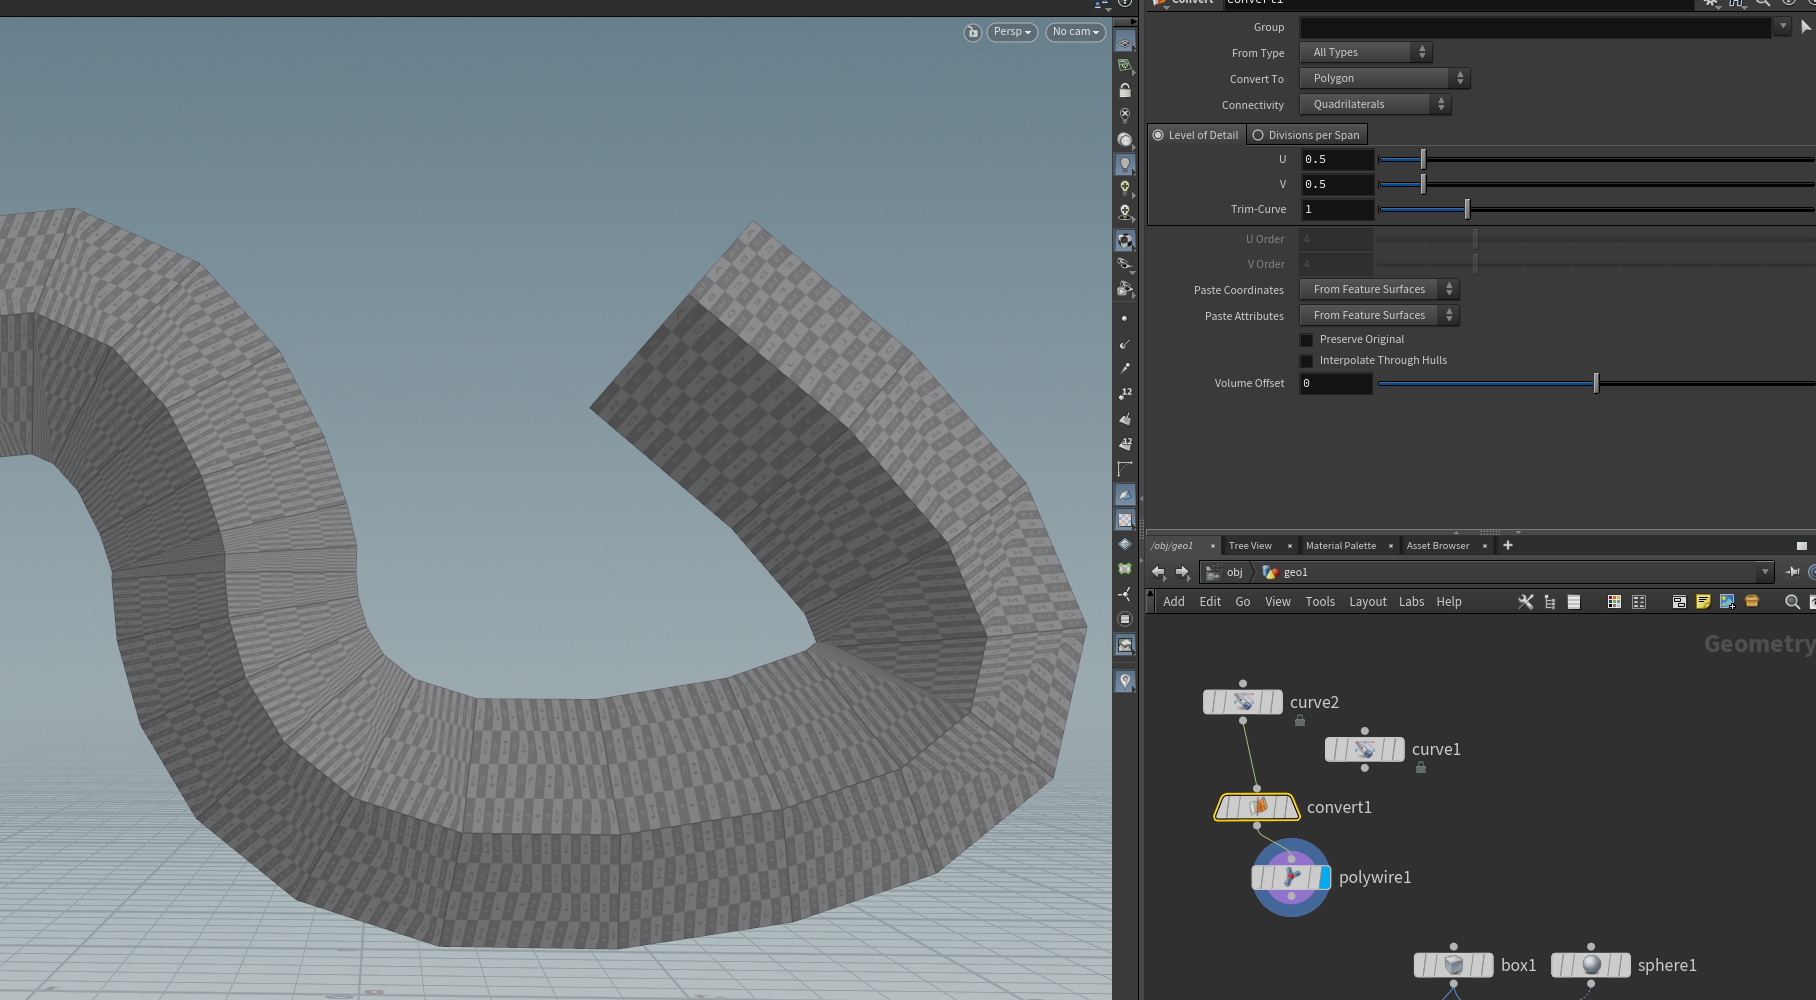 Convert convert1
Persp
No cam
Group
From Type All Types
Convert To Polygon
Connectivity Quadrilaterals
Level of Detail Divisions per Span
U 0.5
V 0.5
Trim-Curve 1
U Order 4
V Order 4
Paste Coordinates From Feature Surfaces
Paste Attributes From Feature Surfaces
Preserve Original
Interpolate Through Hulls
Volume Offset 0
12
12
/obj/geo1 × Tree View × Material Palette × Asset Browser × +
obj geo1
Add Edit Go View Tools Layout Labs Help
Geometry
curve2
curve1
convert1
polywire1
box1 sphere1